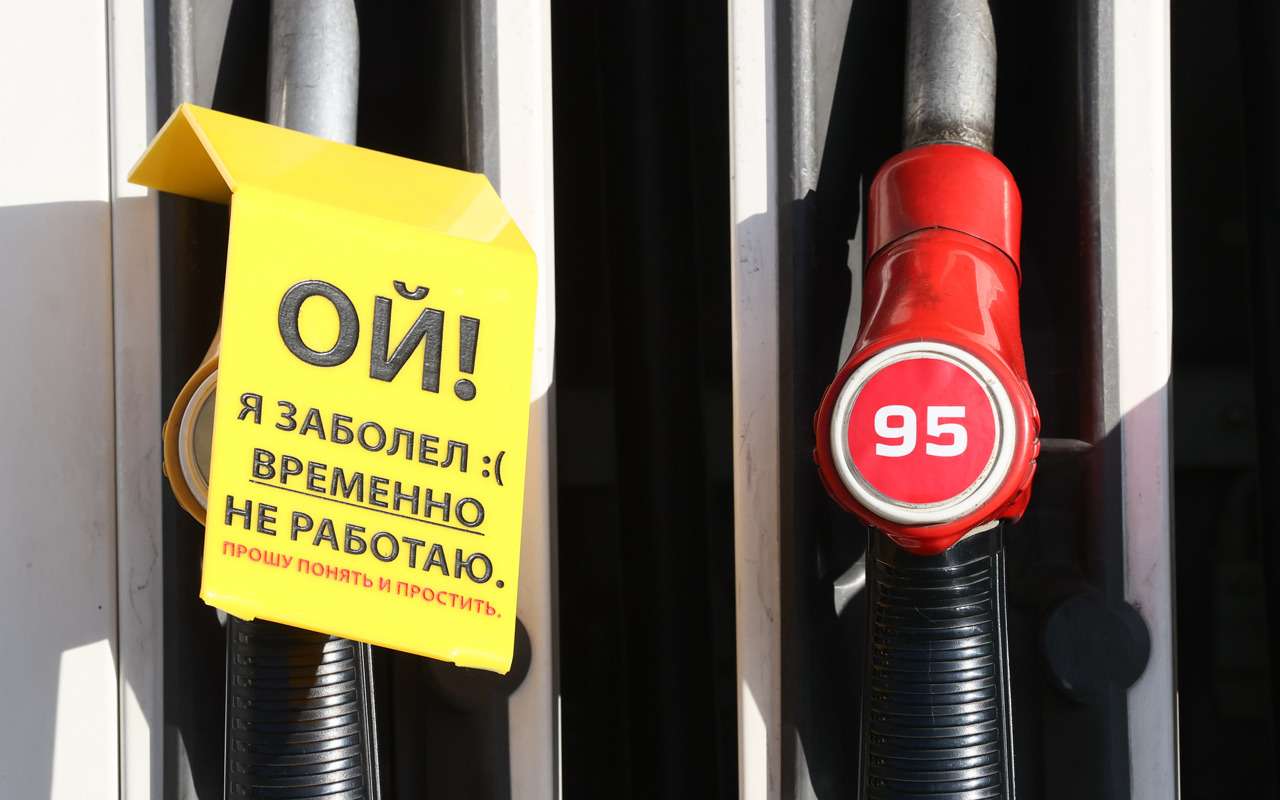 ОЙ!
Я ЗАБОЛЕЛ :(
ВРЕМЕННО
НЕ РАБОТАЮ.
ПРОШУ ПОНЯТЬ И ПРОСТИТЬ.
95